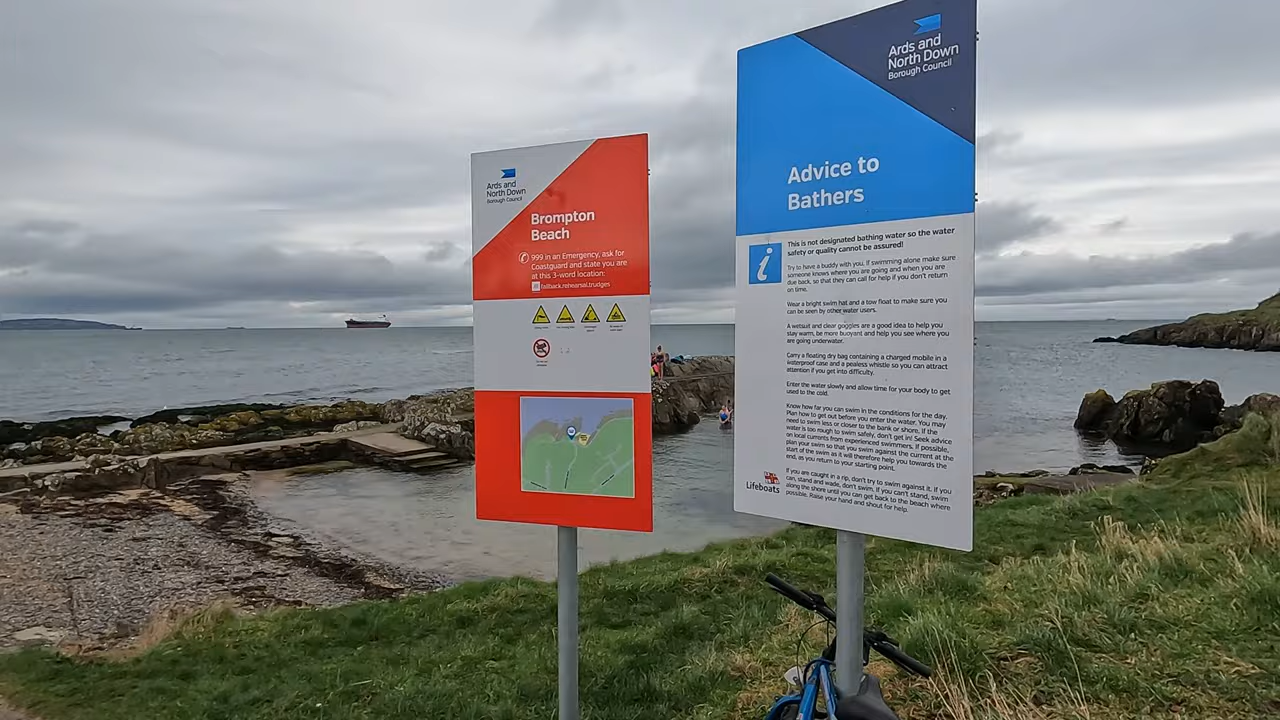 Ards and
North Down
Borough Council
Brompton
Beach
999 in an Emergency, ask for
Coastguard and state you are
at this 3-word location:
fallback.rehearsal.trudges
Ards and
North Down
Borough Council
Advice to
Bathers
This is not designated bathing water so the water
safety or quality cannot be assured!
Try to have a buddy with you. If swimming alone make sure
someone knows where you are going and when you are
due back, so that they can call for help if you don't return
on time.
Wear a bright swim hat and a tow float to make sure you
can be seen by other water users.
A wetsuit and clear goggles are a good idea to help you
stay warm, be more buoyant and help you see where you
are going underwater.
Carry a floating dry bag containing a charged mobile in a
waterproof case and a pealess whistle so you can attract
attention if you get into difficulty.
Enter the water slowly and allow time for your body to get
used to the cold.
Know how far you can swim in the conditions for the day.
Plan how to get out before you enter the water. You may
need to swim less or closer to the bank or shore. If the
water is too rough to swim safely, don't get in! Seek advice
on local currents from experienced swimmers. If possible,
plan your swim so that you swim against the current at the
start of the swim as it will therefore help you towards the
end, as you return to your starting point.
If you are caught in a rip, don't try to swim against it. If you
can, stand and wade, don't swim. If you can't stand, swim
along the shore until you can get back to the beach where
possible. Raise your hand and shout for help.
Lifeboats